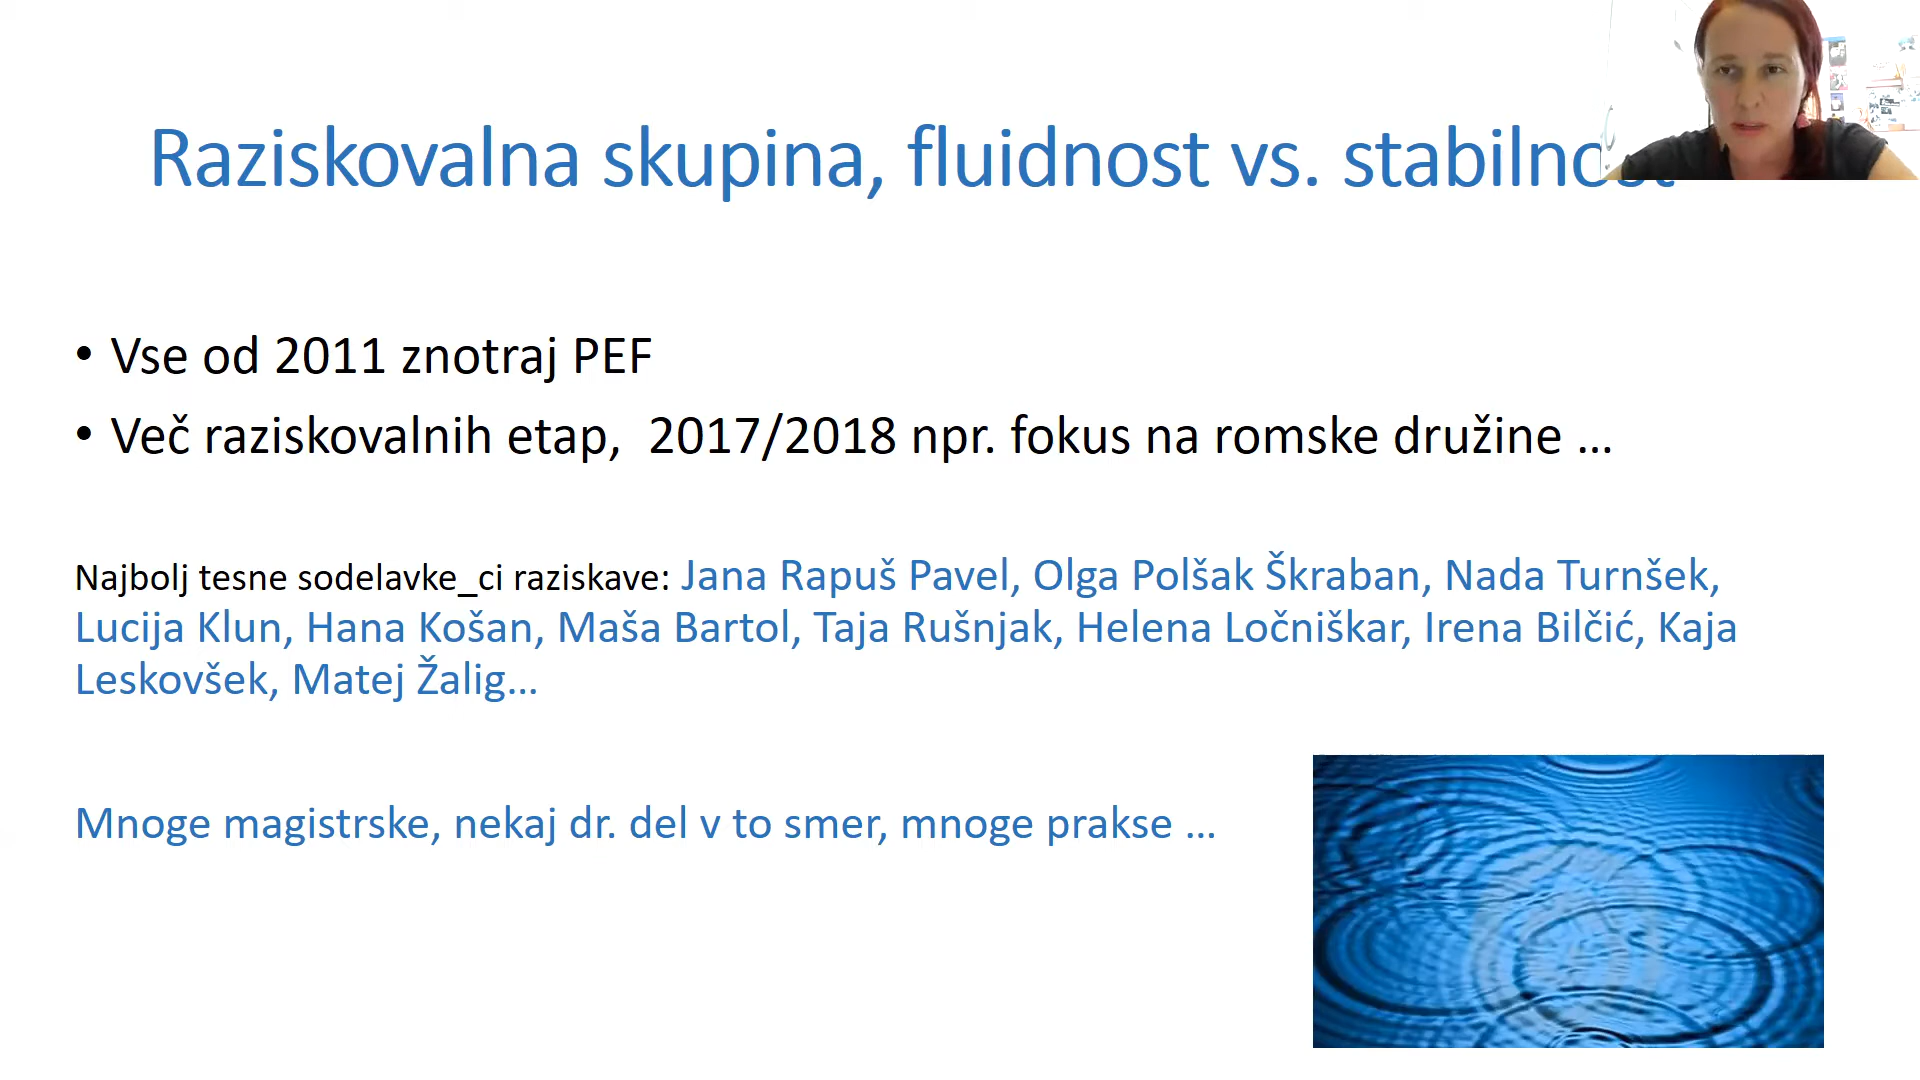 Raziskovalna skupina, fluidnost vs. stabilnost
• Vse od 2011 znotraj PEF
• Več raziskovalnih etap,  2017/2018 npr. fokus na romske družine ...
Najbolj tesne sodelavke_ci raziskave: Jana Rapuš Pavel, Olga Polšak Škraban, Nada Turnšek,
Lucija Klun, Hana Košan, Maša Bartol, Taja Rušnjak, Helena Ločniškar, Irena Bilčić, Kaja
Leskovšek, Matej Žalig...
Mnoge magistrske, nekaj dr. del v to smer, mnoge prakse ...